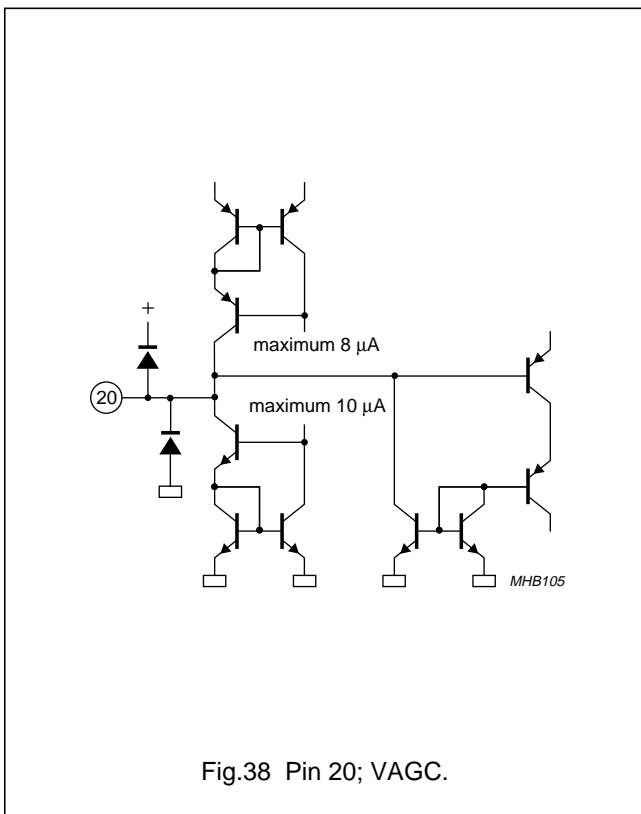 +
maximum 8 μA
20
maximum 10 μA
MHB105
Fig.38 Pin 20; VAGC.